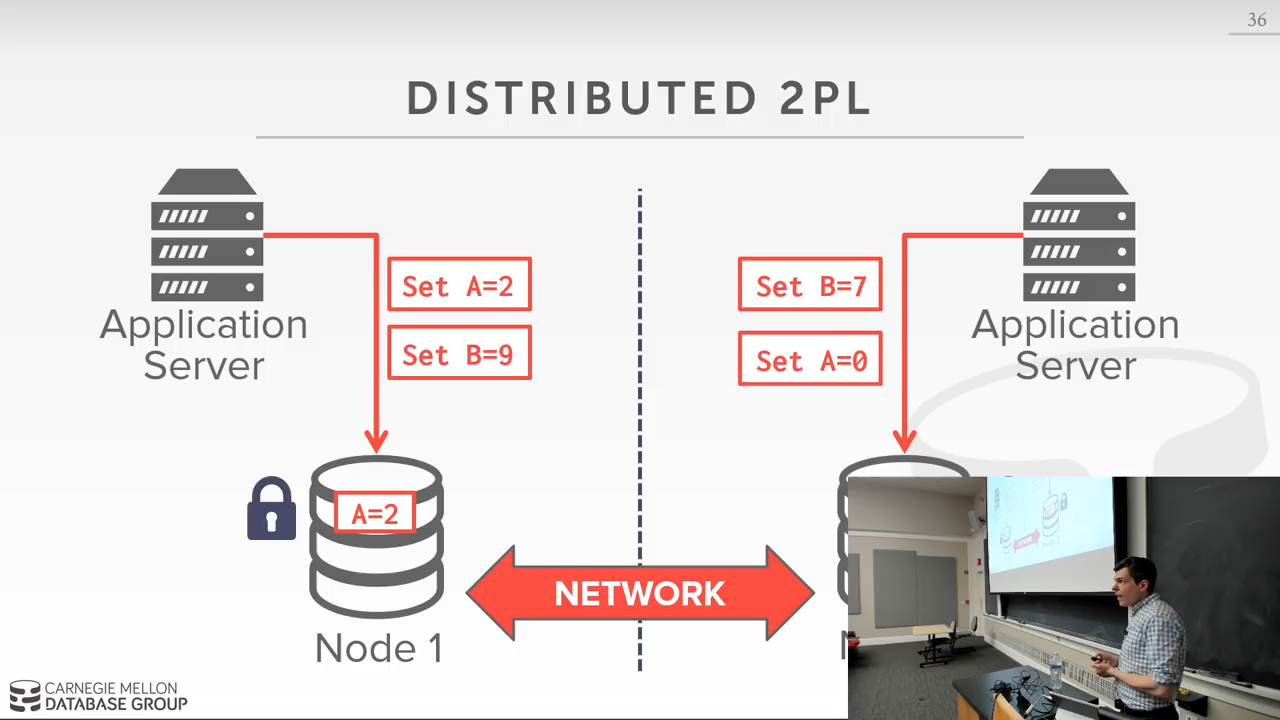 36
DISTRIBUTED 2PL
Set A=2
Set B=9
Set B=7
Set A=0
Application
Server
Application
Server
A=2
NETWORK
Node 1
CARNEGIE MELLON
DATABASE GROUP